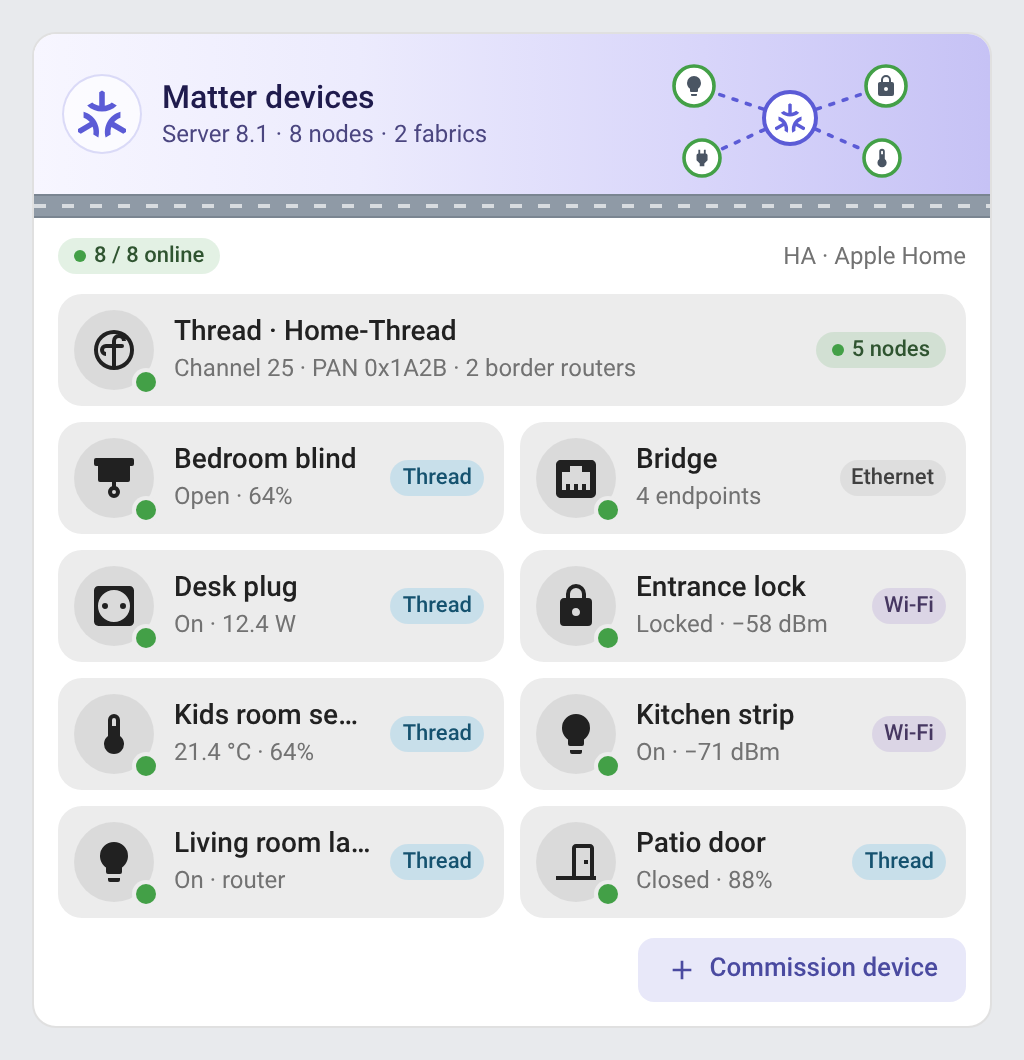 Matter devices
Server 8.1 · 8 nodes · 2 fabrics
8 / 8 online
HA · Apple Home
Thread · Home-Thread
Channel 25 · PAN 0x1A2B · 2 border routers
5 nodes
Bedroom blind
Open · 64%
Thread
Bridge
4 endpoints
Ethernet
Desk plug
On · 12.4 W
Thread
Entrance lock
Locked · −58 dBm
Wi-Fi
Kids room se...
21.4 °C · 64%
Thread
Kitchen strip
On · −71 dBm
Wi-Fi
Living room la...
On · router
Thread
Patio door
Closed · 88%
Thread
+ Commission device